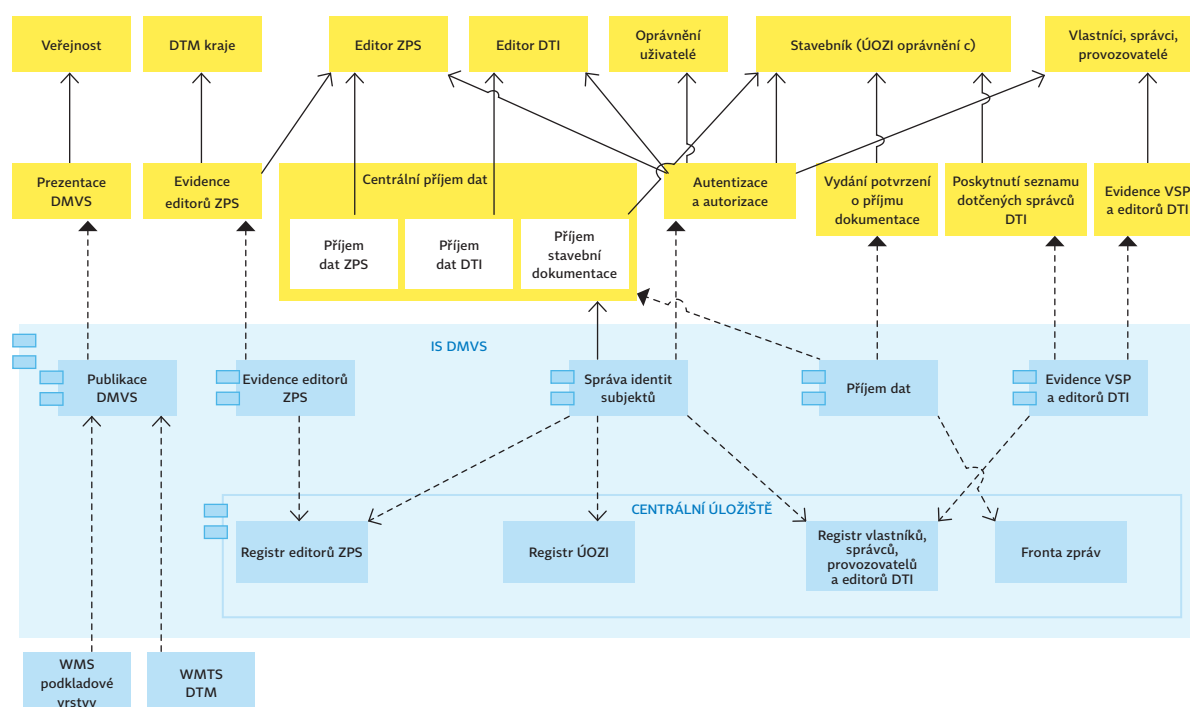 Veřejnost
DTM kraje
Editor ZPS
Editor DTI
Oprávnění
uživatelé
Stavebník (ÚOZI oprávnění c)
Vlastníci, správci,
provozovatelé
Prezentace
DMVS
Evidence
editorů ZPS
Centrální příjem dat
Příjem
dat ZPS
Příjem
dat DTI
Příjem
stavební
dokumentace
Autentizace
a autorizace
Vydání potvrzení
o příjmu
dokumentace
Poskytnutí seznamu
dotčených správců
DTI
Evidence VSP
a editorů DTI
IS DMVS
Publikace
DMVS
Evidence editorů
ZPS
Správa identit
subjektů
Příjem dat
Evidence VSP
a editorů DTI
CENTRÁLNÍ ÚLOŽIŠTĚ
Registr editorů ZPS
Registr ÚOZI
Registr vlastníků,
správců,
provozovatelů
a editorů DTI
Fronta zpráv
WMS
podkladové
vrstvy
WMTS
DTM